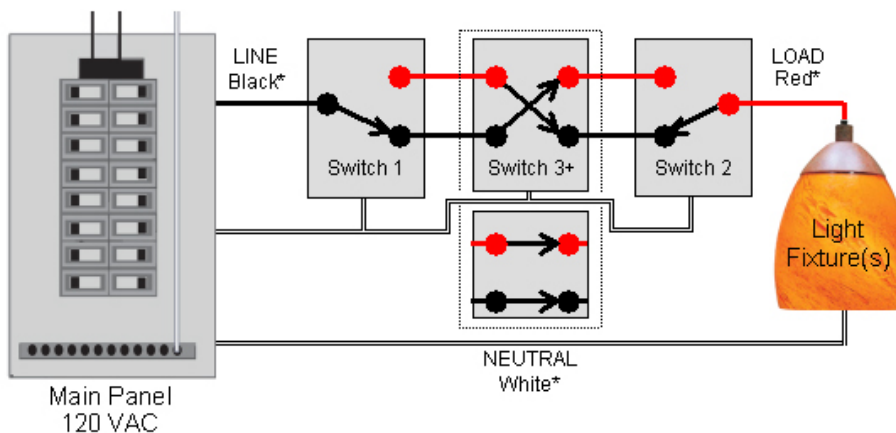 LINE
Black*
LOAD
Red*
Switch 1
Switch 3+
Switch 2
Light
Fixture(s)
NEUTRAL
White*
Main Panel
120 VAC